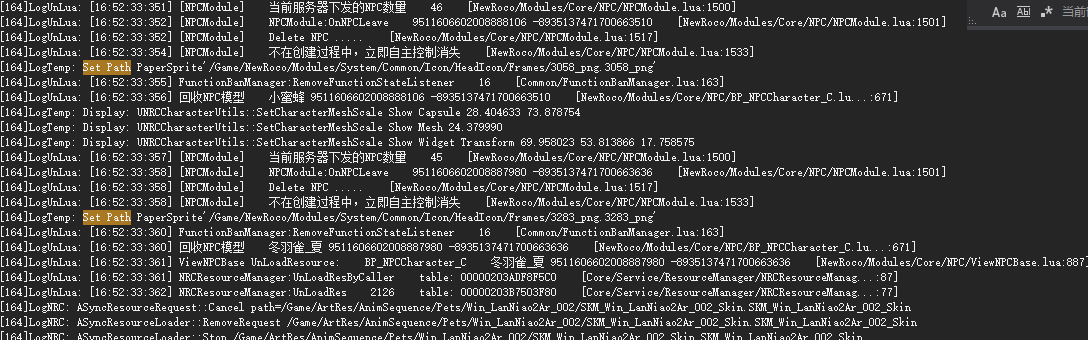 Aa
当前
[164]LogUnLua: [16:52:33:351] [NPCModule] 当前服务器下发的NPC数量 46 [NewRoco/Modules/Core/NPC/NPCModule.lua:1500]
[164]LogUnLua: [16:52:33:352] [NPCModule] NPCModule:OnNPCLeave 9511606602008888106 -8935137471700663510 [NewRoco/Modules/Core/NPC/NPCModule.lua:1501]
[164]LogUnLua: [16:52:33:352] [NPCModule] Delete NPC ..... [NewRoco/Modules/Core/NPC/NPCModule.lua:1517]
[164]LogUnLua: [16:52:33:354] [NPCModule] 不在创建过程中，立即自主控制消失 [NewRoco/Modules/Core/NPC/NPCModule.lua:1533]
[164]LogTemp: Set Path PaperSprite'/Game/NewRoco/Modules/System/Common/Icon/HeadIcon/Frames/3058_png.3058_png'
[164]LogUnLua: [16:52:33:355] FunctionBanManager:RemoveFunctionStateListener 16 [Common/FunctionBanManager.lua:163]
[164]LogUnLua: [16:52:33:356] 回收NPC模型 小蜜蜂 9511606602008888106 -8935137471700663510 [NewRoco/Modules/Core/NPC/BP_NPCCharacter_C.lu...:671]
[164]LogTemp: Display: UNRCCharacterUtils::SetCharacterMeshScale Show Capsule 28.404633 73.878754
[164]LogTemp: Display: UNRCCharacterUtils::SetCharacterMeshScale Show Mesh 24.379990
[164]LogTemp: Display: UNRCCharacterUtils::SetCharacterMeshScale Show Widget Transform 69.958023 53.813866 17.758575
[164]LogUnLua: [16:52:33:357] [NPCModule] 当前服务器下发的NPC数量 45 [NewRoco/Modules/Core/NPC/NPCModule.lua:1500]
[164]LogUnLua: [16:52:33:358] [NPCModule] NPCModule:OnNPCLeave 9511606602008887980 -8935137471700663636 [NewRoco/Modules/Core/NPC/NPCModule.lua:1501]
[164]LogUnLua: [16:52:33:358] [NPCModule] Delete NPC ..... [NewRoco/Modules/Core/NPC/NPCModule.lua:1517]
[164]LogUnLua: [16:52:33:358] [NPCModule] 不在创建过程中，立即自主控制消失 [NewRoco/Modules/Core/NPC/NPCModule.lua:1533]
[164]LogTemp: Set Path PaperSprite'/Game/NewRoco/Modules/System/Common/Icon/HeadIcon/Frames/3283_png.3283_png'
[164]LogUnLua: [16:52:33:360] FunctionBanManager:RemoveFunctionStateListener 16 [Common/FunctionBanManager.lua:163]
[164]LogUnLua: [16:52:33:360] 回收NPC模型 冬羽雀_夏 9511606602008887980 -8935137471700663636 [NewRoco/Modules/Core/NPC/BP_NPCCharacter_C.lu...:671]
[164]LogUnLua: [16:52:33:361] ViewNPCBase UnLoadResource: BP_NPCCharacter_C 冬羽雀_夏 9511606602008887980 -8935137471700663636 [NewRoco/Modules/Core/NPC/ViewNPCBase.lua:887]
[164]LogUnLua: [16:52:33:361] NRCResourceManager:UnLoadResByCaller table: 00000203ADF8F5C0 [Core/Service/ResourceManager/NRCResourceManag...:87]
[164]LogUnLua: [16:52:33:362] NRCResourceManager:UnLoadRes 2126 table: 00000203B7503F80 [Core/Service/ResourceManager/NRCResourceManag...:77]
[164]LogNRC: ASyncResourceRequest::Cancel path=/Game/ArtRes/AnimSequence/Pets/Win_LanNiao2Ar_002/SKM_Win_LanNiao2Ar_002_Skin.SKM_Win_LanNiao2Ar_002_Skin
[164]LogNRC: ASyncResourceLoader::RemoveRequest /Game/ArtRes/AnimSequence/Pets/Win_LanNiao2Ar_002/SKM_Win_LanNiao2Ar_002_Skin.SKM_Win_LanNiao2Ar_002_Skin
[164]LogNRC: ASyncResourceLoader::Stop /Game/ArtRes/AnimSequence/Pets/Win_LanNiao2Ar_002/SKM_Win_LanNiao2Ar_002_Skin.SKM_Win_LanNiao2Ar_002_Skin